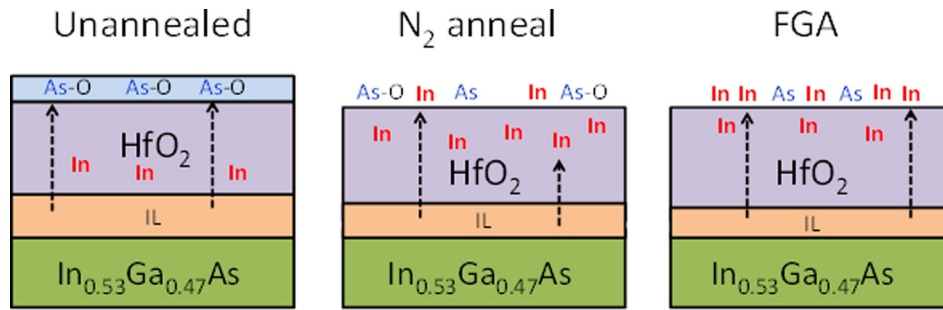 Unannealed
As-O As-O As-O
HfO₂
In In In
IL
In₀.₅₃Ga₀.₄₇As
N₂ anneal
As-O In As In As-O
In In In In In
HfO₂
IL
In₀.₅₃Ga₀.₄₇As
FGA
In In As In As In In
In In In
HfO₂
IL
In₀.₅₃Ga₀.₄₇As